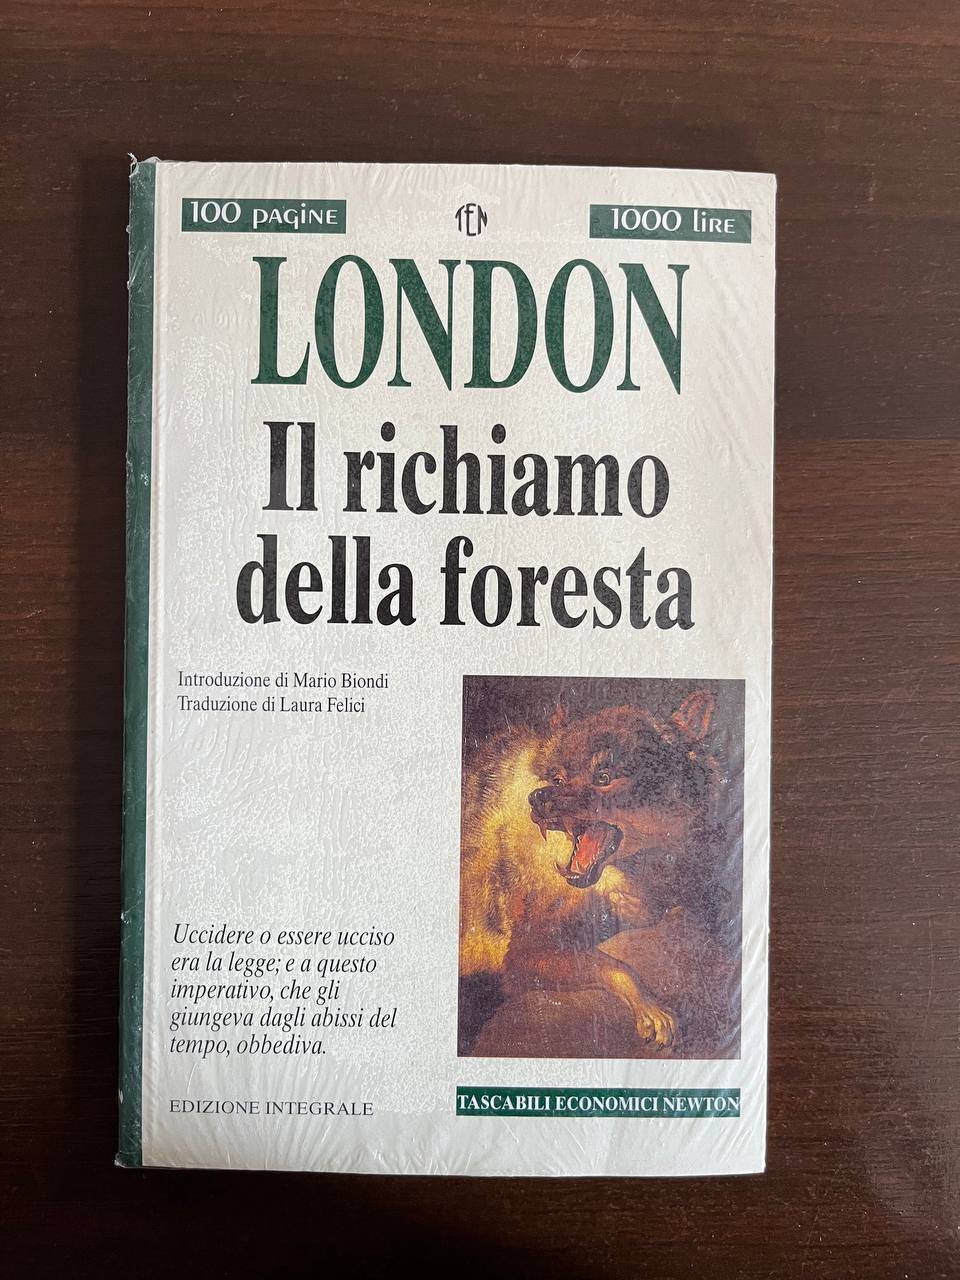 100 pagine
TEN
1000 lire
LONDON
Il richiamo
della foresta
Introduzione di Mario Biondi
Traduzione di Laura Felici
Uccidere o essere ucciso
era la legge; e a questo
imperativo, che gli
giungeva dagli abissi del
tempo, obbediva.
EDIZIONE INTEGRALE
TASCABILI ECONOMICI NEWTON